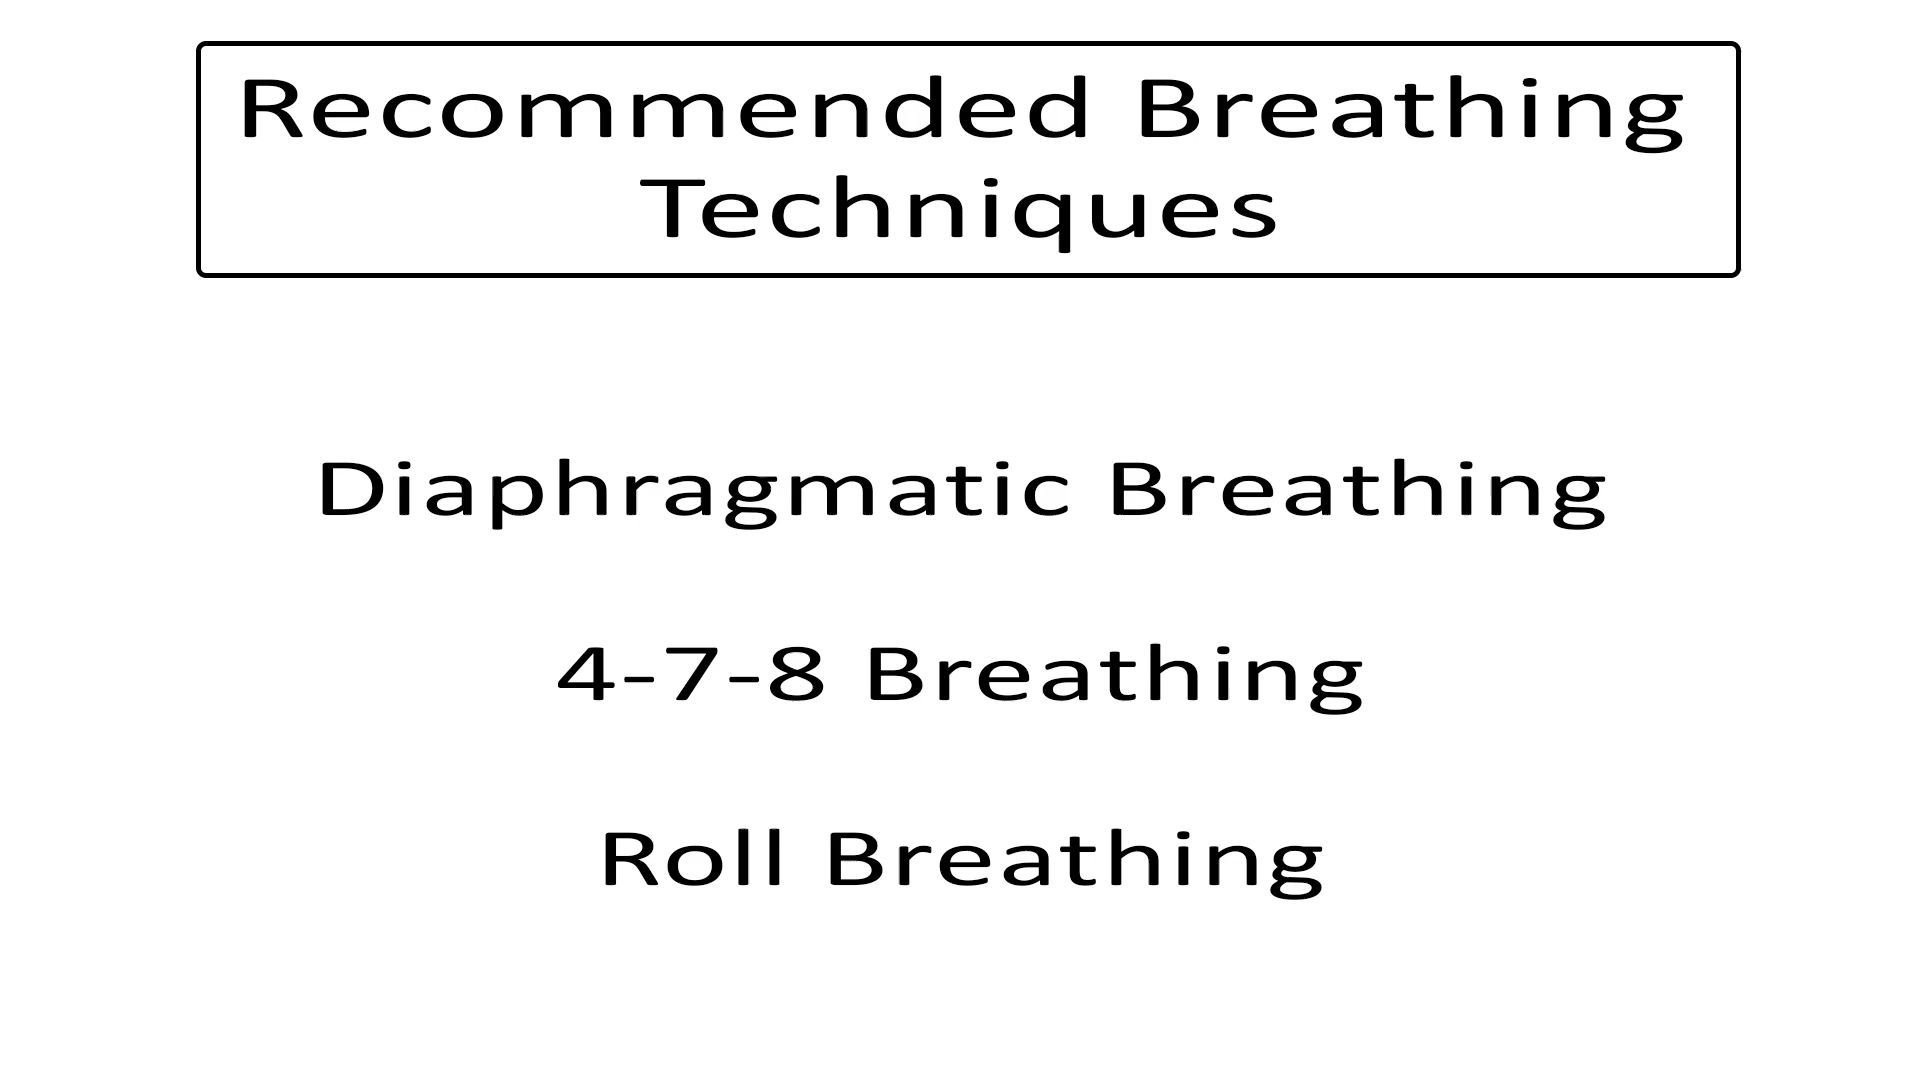 Recommended Breathing
Techniques
Diaphragmatic Breathing
4-7-8 Breathing
Roll Breathing